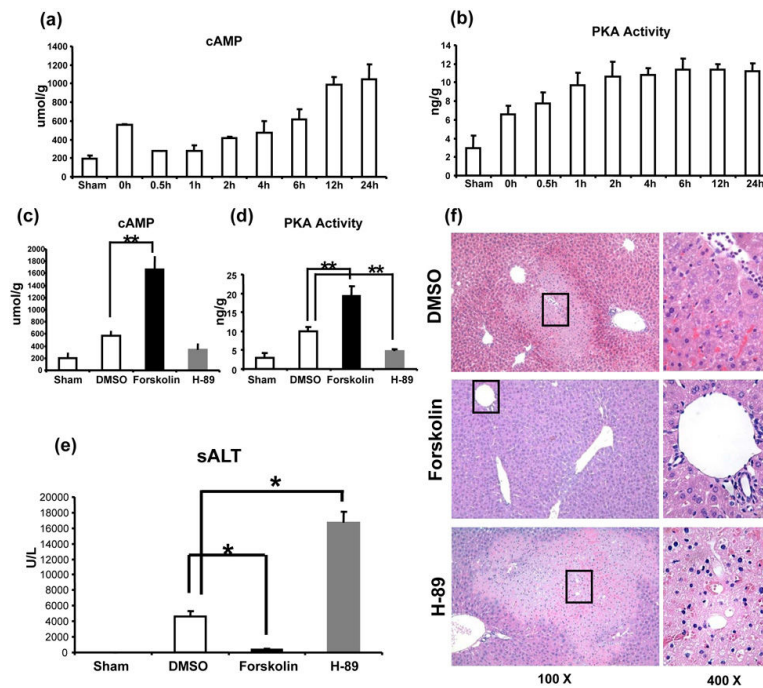 (a)
cAMP
umol/g
1400
1200
1000
800
600
400
200
0
Sham 0h 0.5h 1h 2h 4h 6h 12h 24h
(b)
PKA Activity
ng/g
14
12
10
8
6
4
2
0
Sham 0h 0.5h 1h 2h 4h 6h 12h 24h
(c)
cAMP
umol/g
2000
1800
1600
1400
1200
1000
800
600
400
200
0
**
Sham DMSO Forskolin H-89
(d)
PKA Activity
ng/g
25
20
15
10
5
0
**
**
Sham DMSO Forskolin H-89
(e)
sALT
U/L
20000
18000
16000
14000
12000
10000
8000
6000
4000
2000
0
*
*
Sham DMSO Forskolin H-89
(f)
DMSO
Forskolin
H-89
100 X 400 X